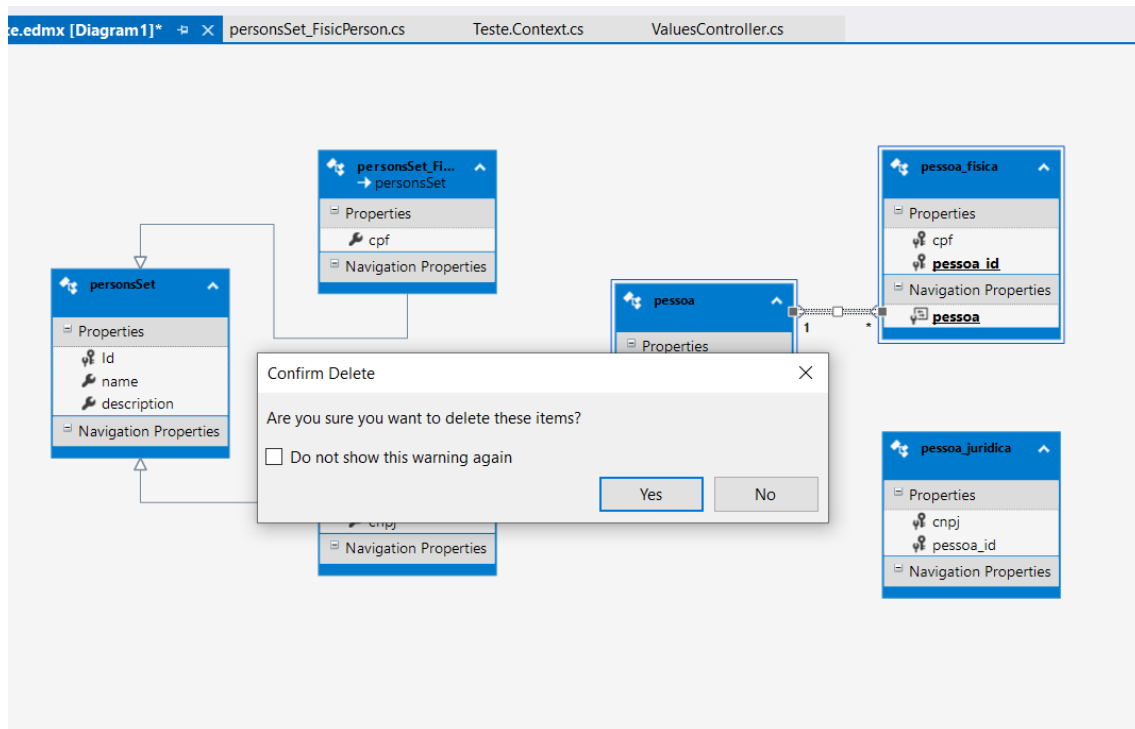 te.edmx [Diagram1]* personsSet_FisicPerson.cs Teste.Context.cs ValuesController.cs
personsSet_Fi...
personsSet
Properties
cpf
Navigation Properties
personsSet
Properties
Id
name
description
Navigation Properties
pessoa
Properties
1
*
pessoa_fisica
Properties
cpf
pessoa_id
Navigation Properties
pessoa
Confirm Delete
Are you sure you want to delete these items?
Do not show this warning again
Yes No
cnpj
Navigation Properties
pessoa_juridica
Properties
cnpj
pessoa_id
Navigation Properties